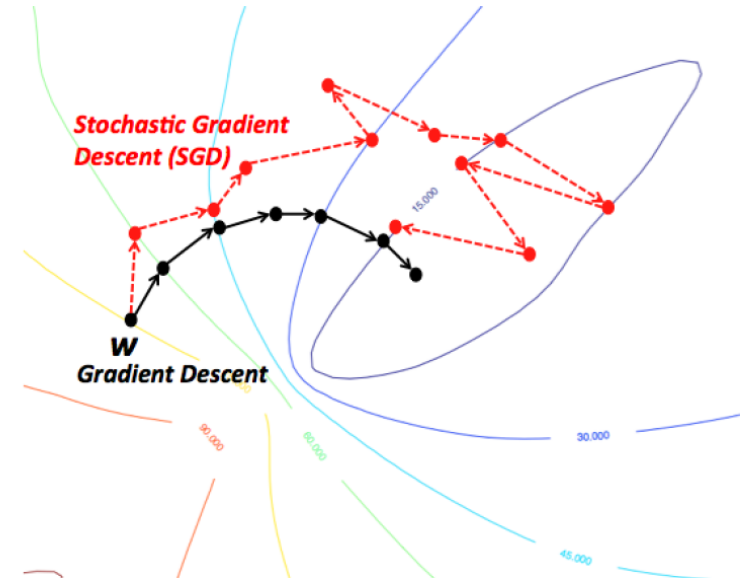 Stochastic Gradient
Descent (SGD)
15.000
W
Gradient Descent
90.000
60.000
30.000
45.000